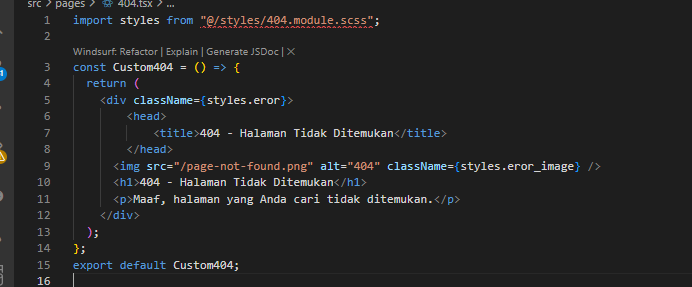 src > pages > 404.tsx > ...
1 import styles from "@/styles/404.module.scss";
2
Windsurf: Refactor | Explain | Generate JSDoc | ×
3 const Custom404 = () => {
4 return (
5 <div className={styles.eror}>
6 <head>
7 <title>404 - Halaman Tidak Ditemukan</title>
8 </head>
9 <img src="/page-not-found.png" alt="404" className={styles.eror_image} />
10 <h1>404 - Halaman Tidak Ditemukan</h1>
11 <p>Maaf, halaman yang Anda cari tidak ditemukan.</p>
12 </div>
13 );
14 };
15 export default Custom404;
16